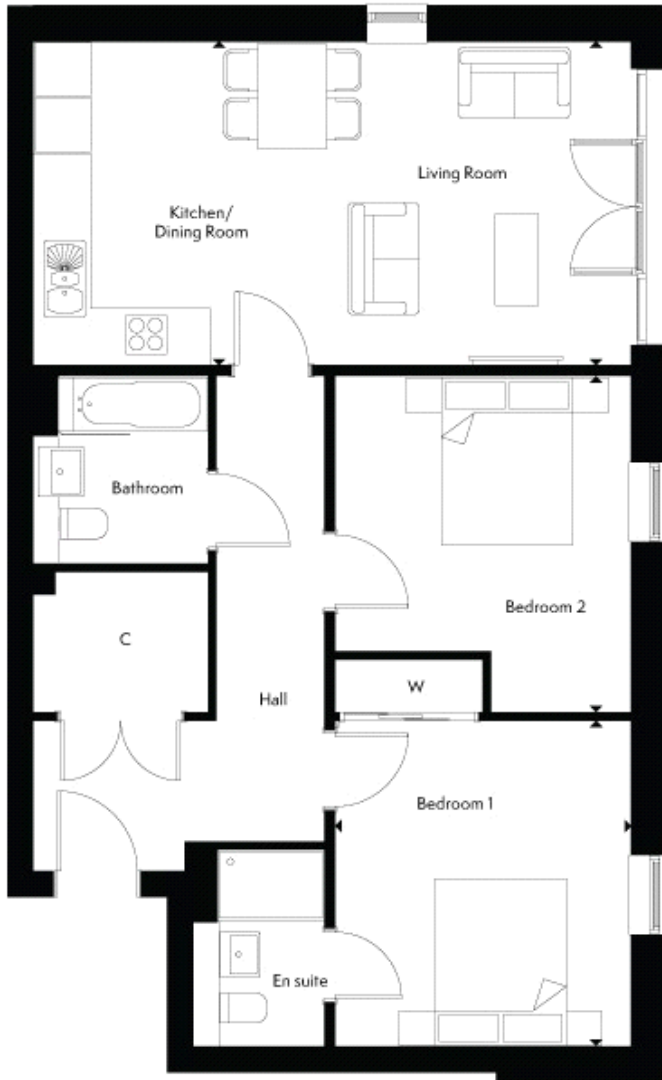 Living Room
Kitchen/
Dining Room
Bathroom
Bedroom 2
C
W
Hall
Bedroom 1
En suite